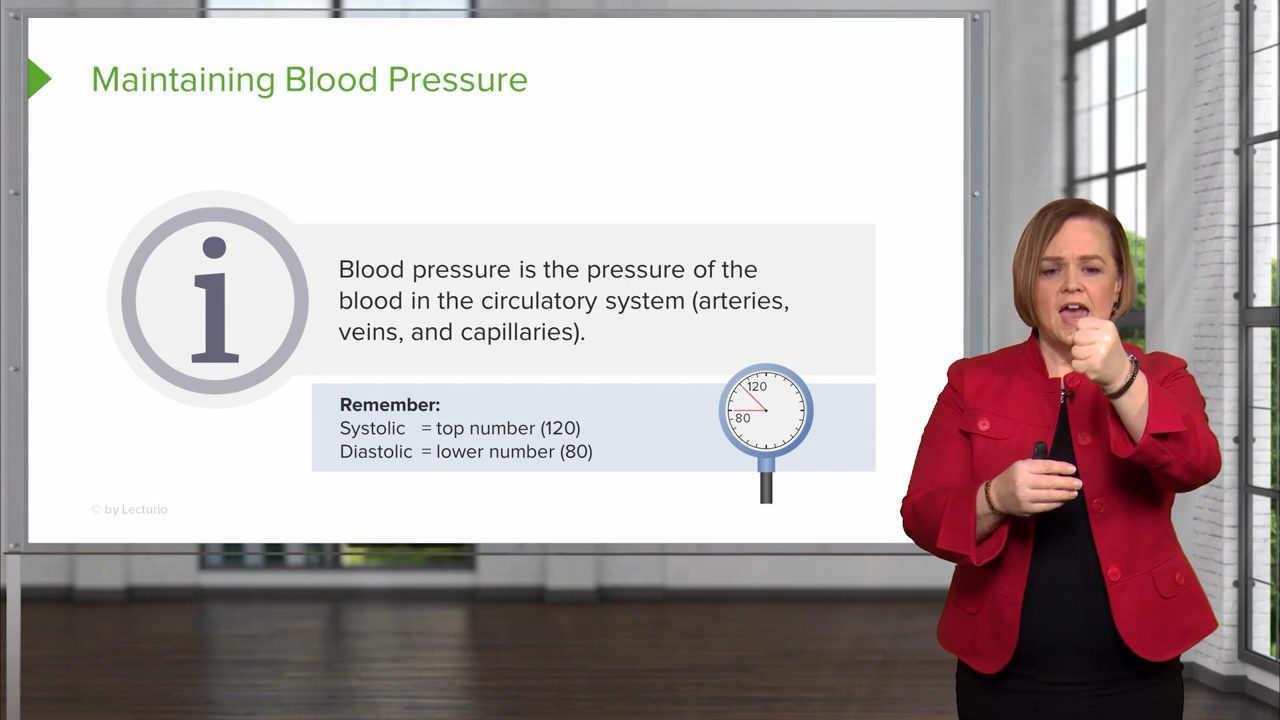 Maintaining Blood Pressure
i
Blood pressure is the pressure of the
blood in the circulatory system (arteries,
veins, and capillaries).
120
80
Remember:
Systolic = top number (120)
Diastolic = lower number (80)
© by Lecturio